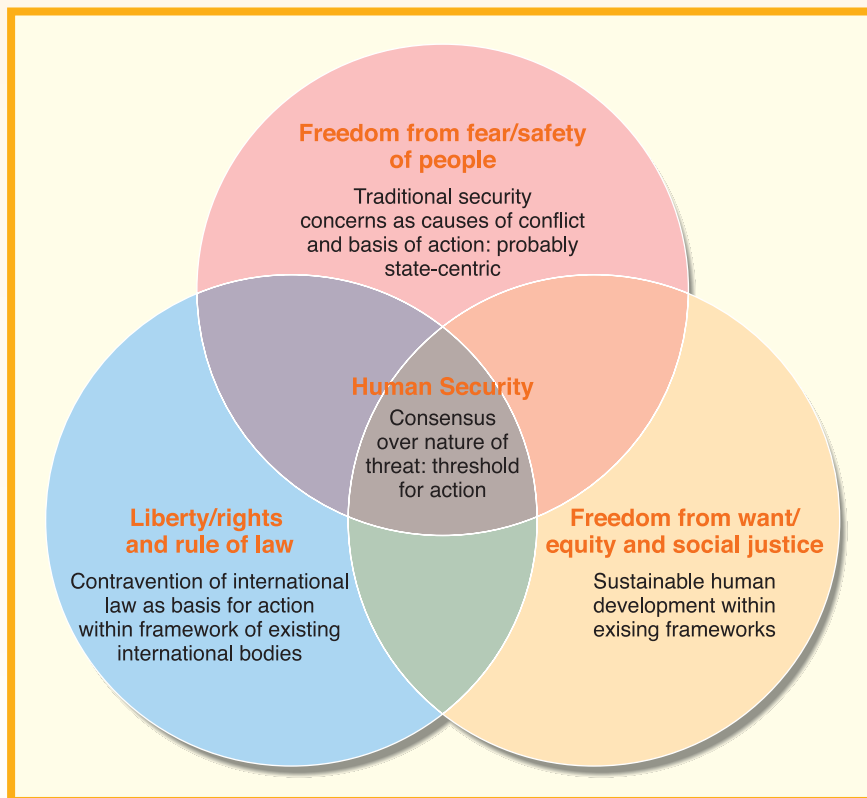 Freedom from fear/safety
of people
Traditional security
concerns as causes of conflict
and basis of action: probably
state-centric
Human Security
Consensus
over nature of
threat: threshold
for action
Liberty/rights
and rule of law
Contravention of international
law as basis for action
within framework of existing
international bodies
Freedom from want/
equity and social justice
Sustainable human
development within
exising frameworks